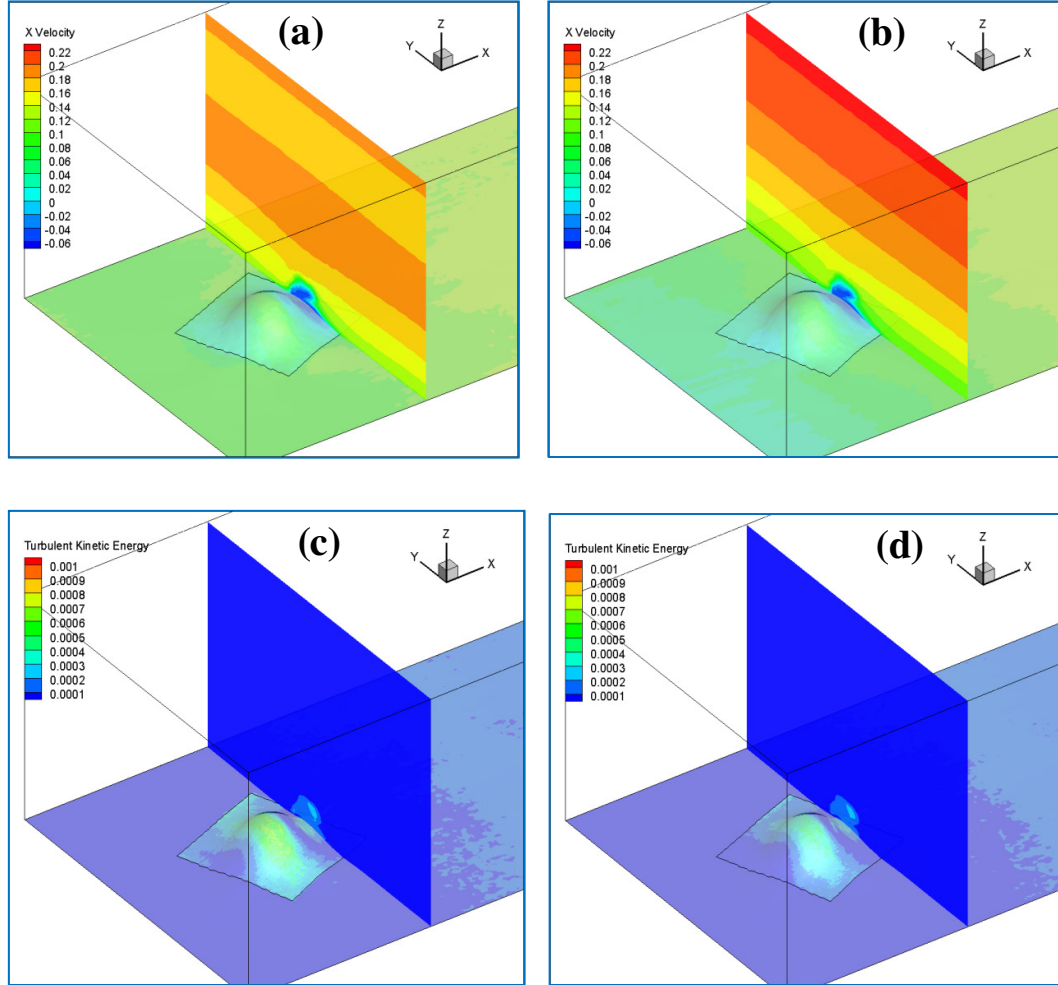 (a)
X Velocity
0.22
0.2
0.18
0.16
0.14
0.12
0.1
0.08
0.06
0.04
0.02
0
-0.02
-0.04
-0.06
Z
Y
X
(b)
X Velocity
0.22
0.2
0.18
0.16
0.14
0.12
0.1
0.08
0.06
0.04
0.02
0
-0.02
-0.04
-0.06
Z
Y
X
(c)
Turbulent Kinetic Energy
0.001
0.0009
0.0008
0.0007
0.0006
0.0005
0.0004
0.0003
0.0002
0.0001
Z
Y
X
(d)
Turbulent Kinetic Energy
0.001
0.0009
0.0008
0.0007
0.0006
0.0005
0.0004
0.0003
0.0002
0.0001
Z
Y
X